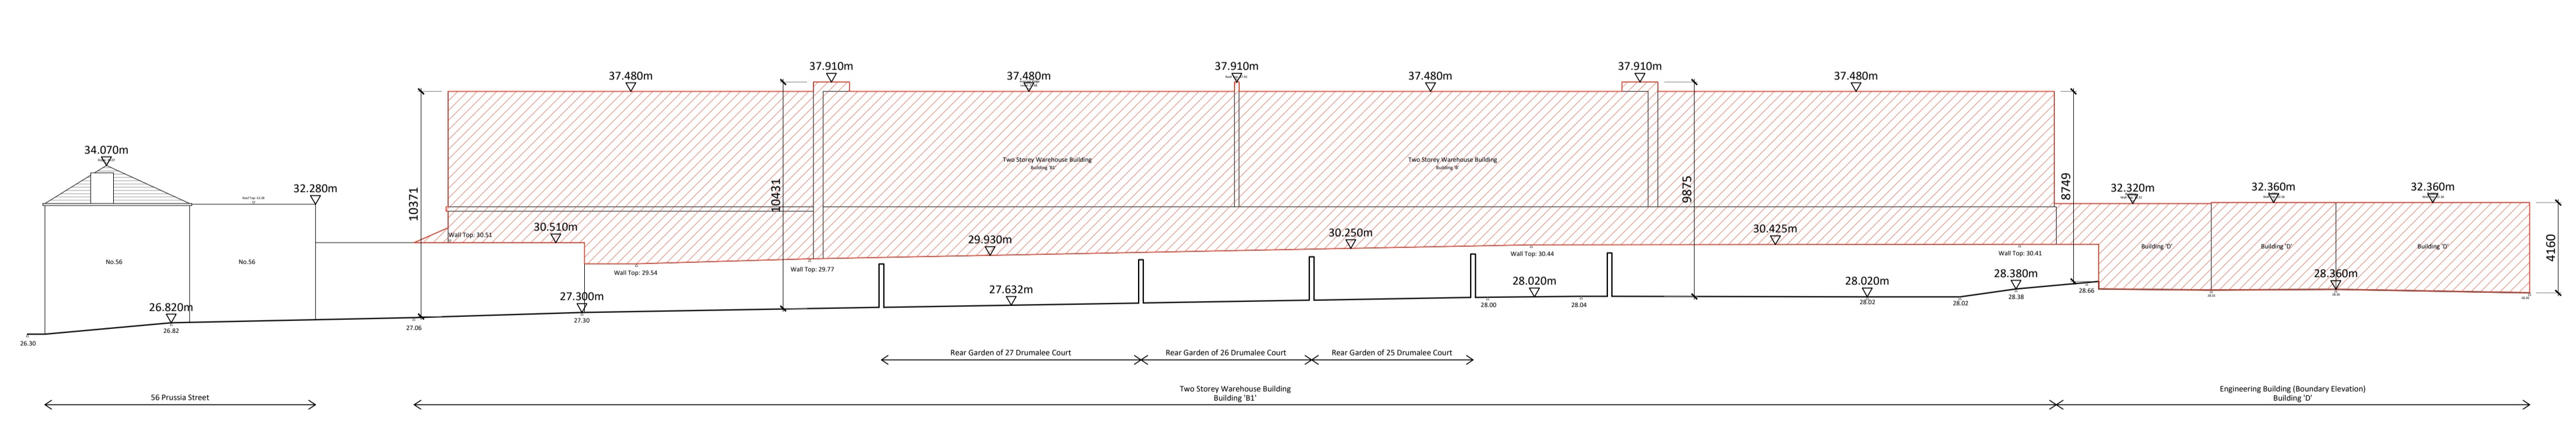 37.910m
37.910m
37.910m
37.480m
37.480m
37.480m
37.480m
34.070m
32.280m
10371
10431
9875
8749
4160
Two Storey Warehouse Building
Building 'B1'
Two Storey Warehouse Building
Building 'B'
32.320m
32.360m
32.360m
Wall Top: 30.51
30.510m
29.930m
30.250m
30.425m
Wall Top: 30.44
Wall Top: 30.41
Wall Top: 29.54
Wall Top: 29.77
No.56
No.56
Building 'D'
Building 'D'
Building 'D'
26.820m
26.82
27.300m
27.30
27.632m
28.020m
28.00
28.04
28.020m
28.02
28.02
28.380m
28.38
28.66
28.360m
27.06
26.30
Rear Garden of 27 Drumalee Court
Rear Garden of 26 Drumalee Court
Rear Garden of 25 Drumalee Court
56 Prussia Street
Two Storey Warehouse Building
Building 'B1'
Engineering Building (Boundary Elevation)
Building 'D'